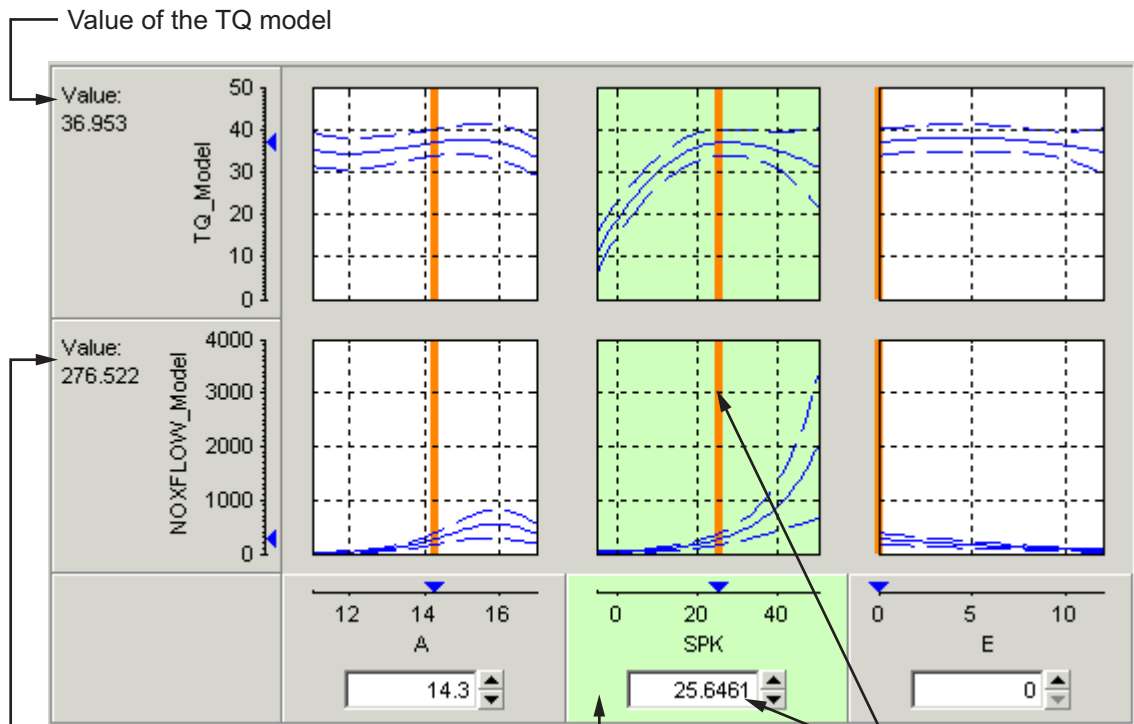 Value of the TQ model
Value:
36.953
TQ_Model
50
40
30
20
10
0
Value:
276.522
NOXFLOW_Model
4000
3000
2000
1000
0
12 14 16
A
14.3
0 20 40
SPK
25.6461
0 5 10
E
0